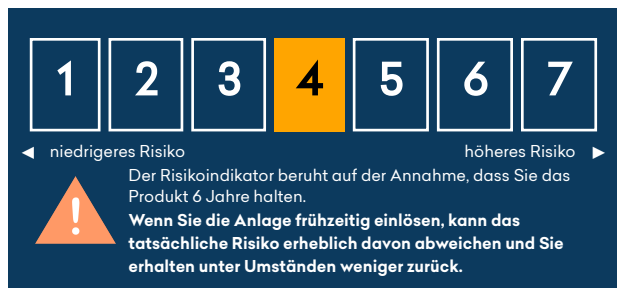 1 2 3 4 5 6 7
◄ niedrigeres Risiko höheres Risiko ►
Der Risikoindikator beruht auf der Annahme, dass Sie das
Produkt 6 Jahre halten.
Wenn Sie die Anlage frühzeitig einlösen, kann das
tatsächliche Risiko erheblich davon abweichen und Sie
erhalten unter Umständen weniger zurück.